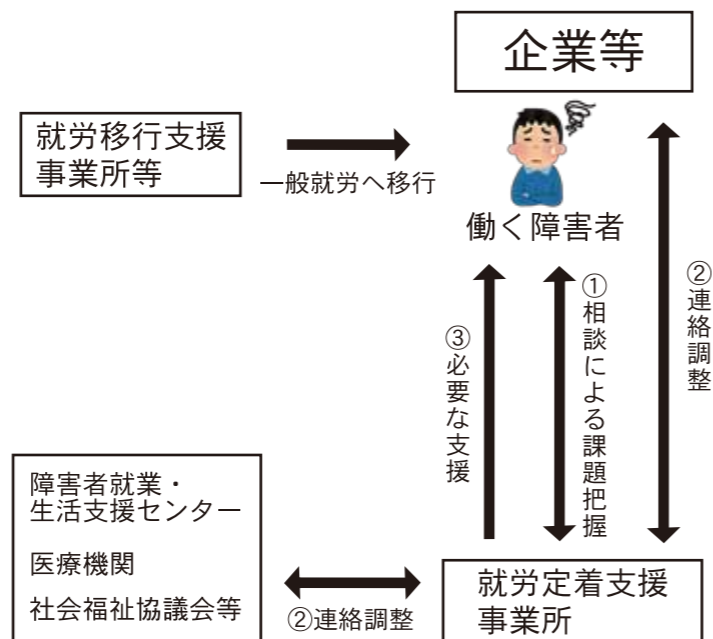 企業等
就労移行支援
事業所等
一般就労へ移行
働く障害者
②連絡調整
①相談による課題把握
③必要な支援
障害者就業・
生活支援センター
医療機関
社会福祉協議会等
②連絡調整
就労定着支援
事業所